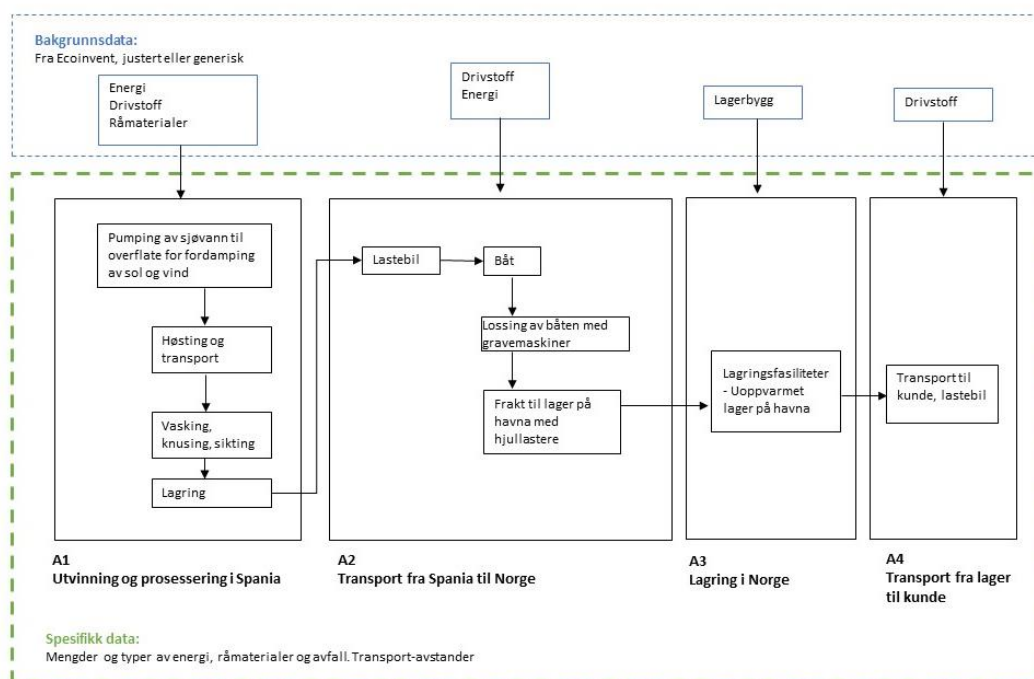 Bakgrunnsdata:
Fra Ecoinvent, justert eller generisk
Energi
Drivstoff
Råmaterialer
Drivstoff
Energi
Lagerbygg
Drivstoff
Pumping av sjøvann til
overflate for fordamping
av sol og vind
Høsting og
transport
Vasking,
knusing, sikting
Lagring
Lastebil
Båt
Lossing av båten med
gravemaskiner
Frakt til lager på
havna med
hjullastere
Lagringsfasiliteter
- Uoppvarmet
lager på havna
Transport til
kunde, lastebil
A1
Utvinning og prosessering i Spania
A2
Transport fra Spania til Norge
A3
Lagring i Norge
A4
Transport fra lager
til kunde
Spesifikk data:
Mengder og typer av energi, råmaterialer og avfall. Transport-avstander